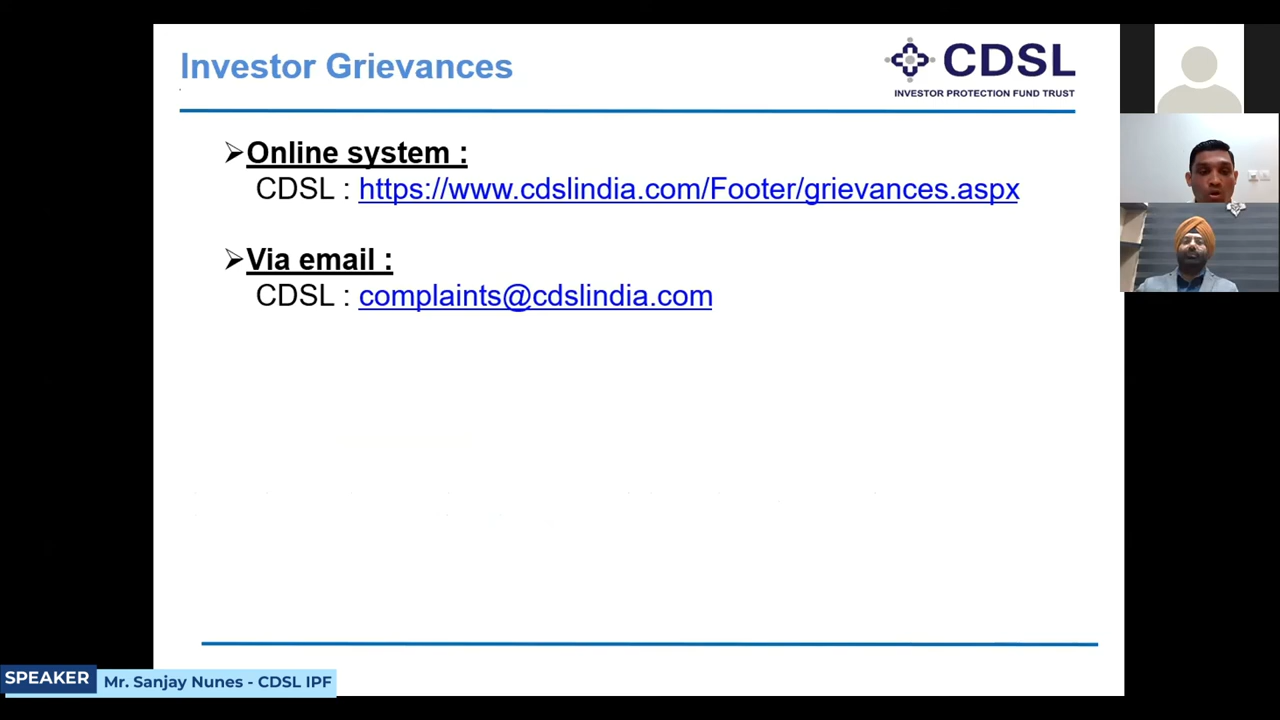 Investor Grievances
CDSL
INVESTOR PROTECTION FUND TRUST
➢Online system :
CDSL : https://www.cdslindia.com/Footer/grievances.aspx
➢Via email :
CDSL : complaints@cdslindia.com
SPEAKER
Mr. Sanjay Nunes - CDSL IPF